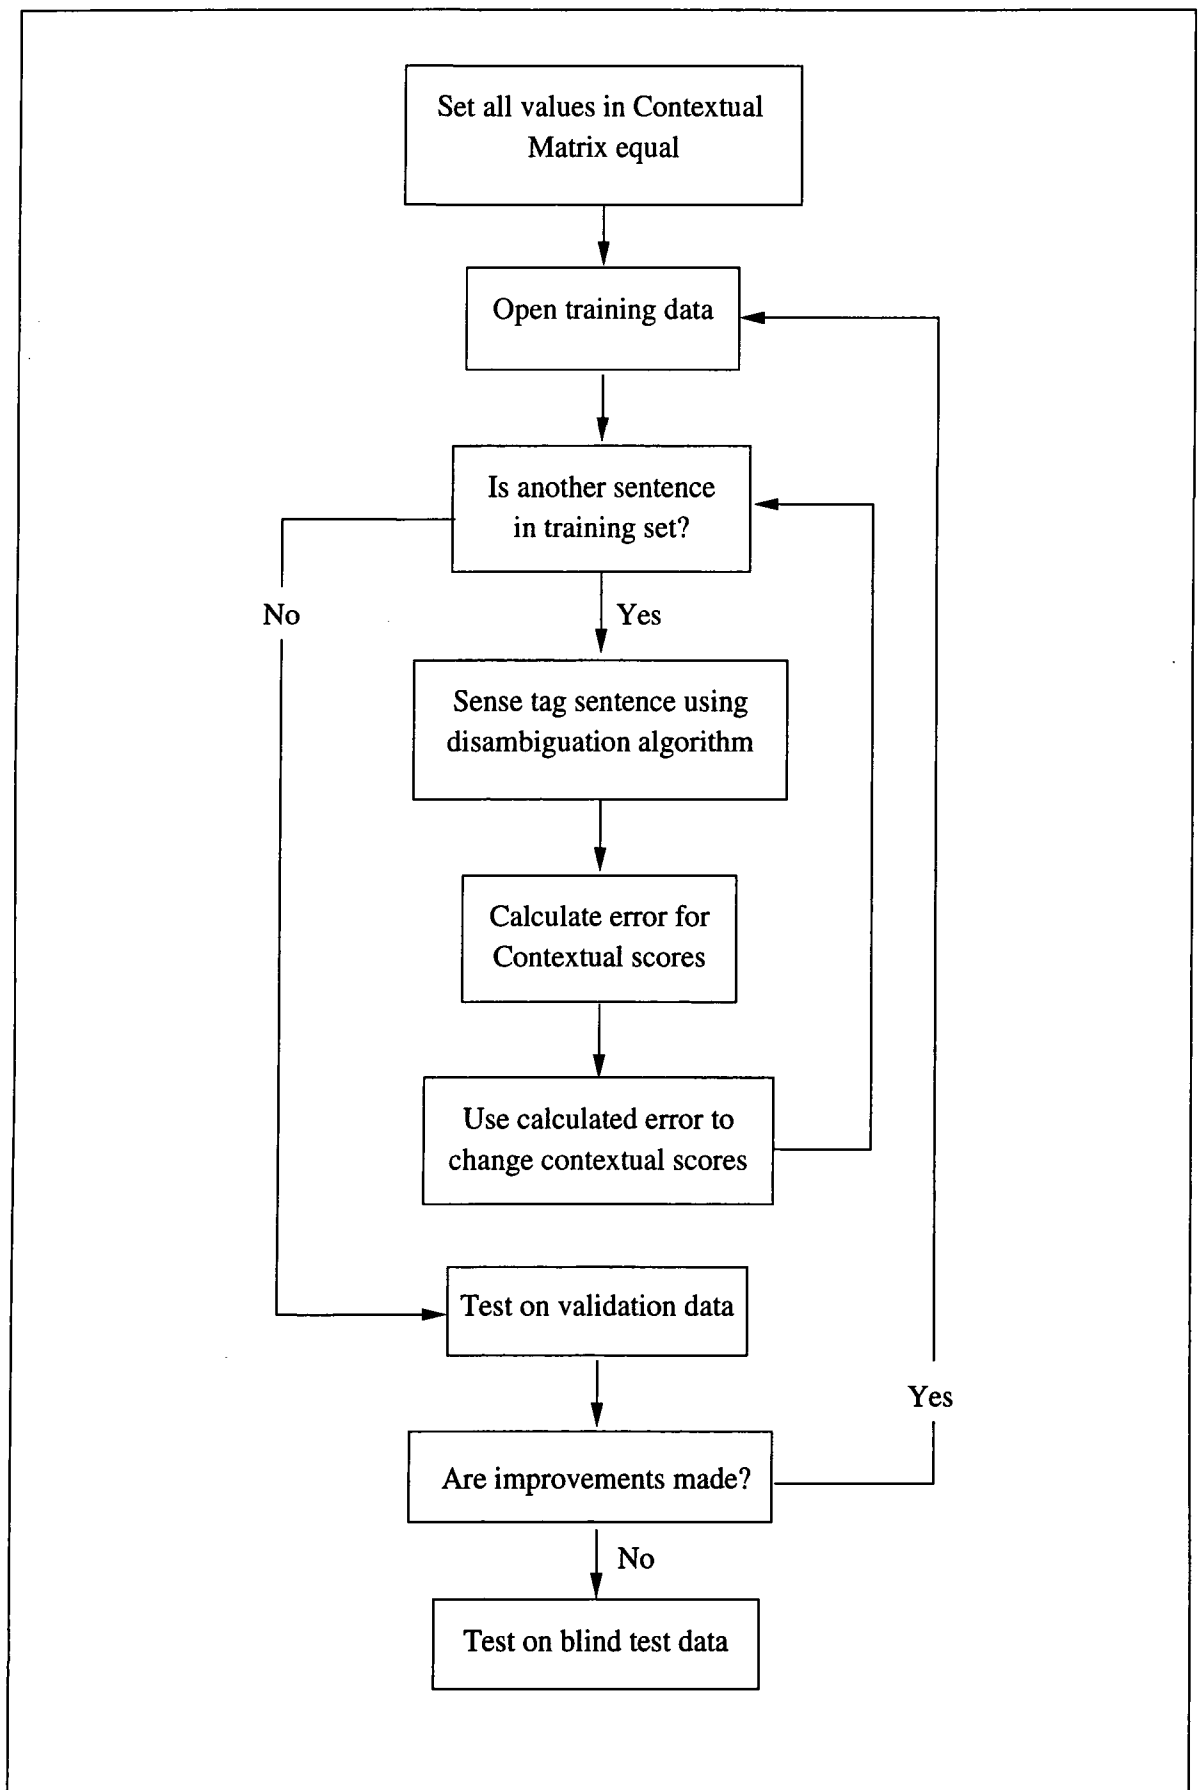 Set all values in Contextual
Matrix equal
Open training data
Is another sentence
in training set?
No
Yes
Sense tag sentence using
disambiguation algorithm
Calculate error for
Contextual scores
Use calculated error to
change contextual scores
Test on validation data
Yes
Are improvements made?
No
Test on blind test data